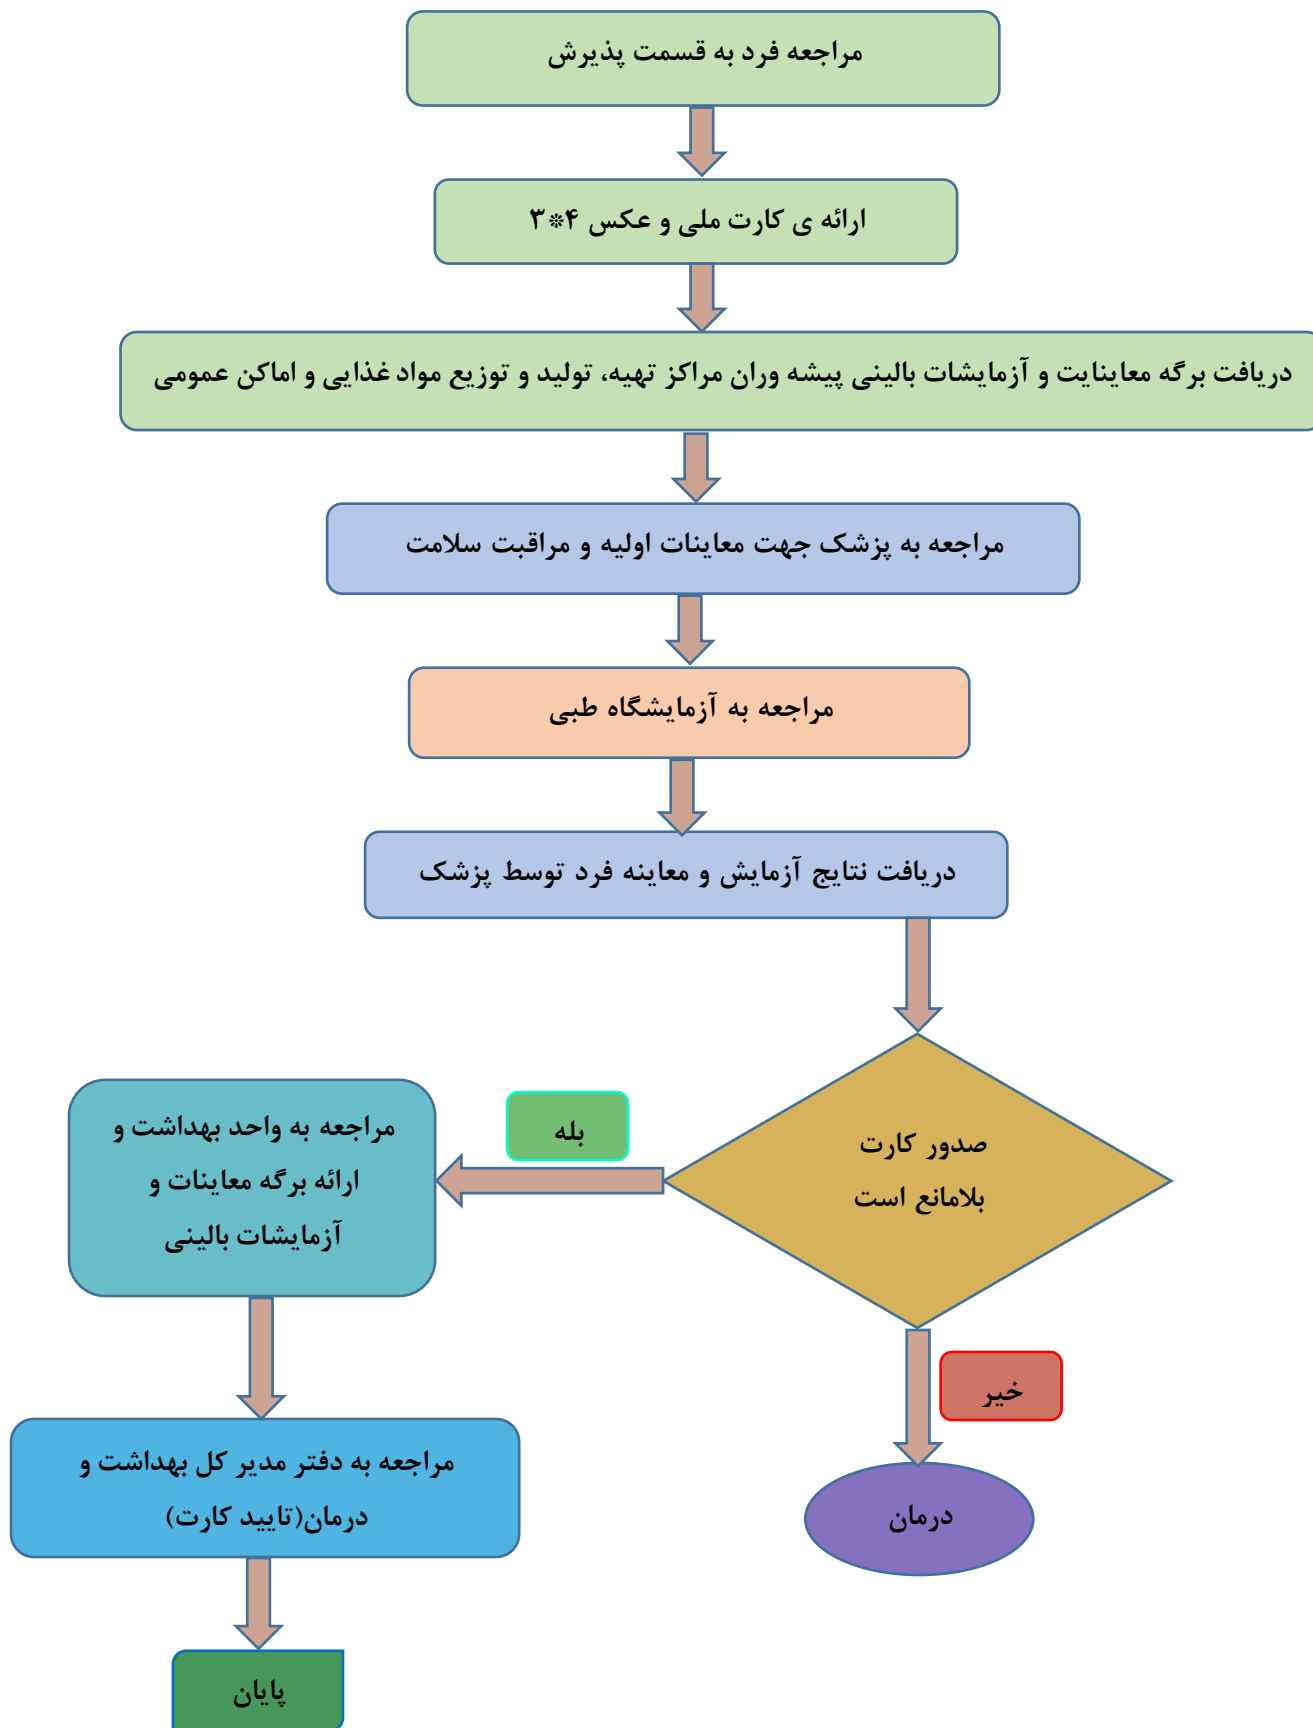 مراجعه فرد به قسمت پذیرش
ارائه ی کارت ملی و عکس ۴*۳
دریافت برگه معاینایت و آزمایشات بالینی پیشه وران مراکز تهیه، تولید و توزیع مواد غذایی و اماکن عمومی
مراجعه به پزشک جهت معاینات اولیه و مراقبت سلامت
مراجعه به آزمایشگاه طبی
دریافت نتایج آزمایش و معاینه فرد توسط پزشک
صدور کارت
بلامانع است
بله
مراجعه به واحد بهداشت و
ارائه برگه معاینات و
آزمایشات بالینی
خیر
درمان
مراجعه به دفتر مدیر کل بهداشت و
درمان(تایید کارت)
پایان